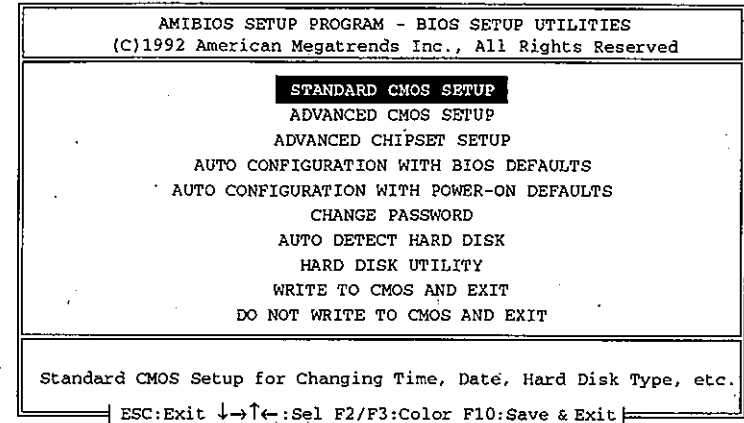 AMIBIOS SETUP PROGRAM - BIOS SETUP UTILITIES
(C)1992 American Megatrends Inc., All Rights Reserved
STANDARD CMOS SETUP
ADVANCED CMOS SETUP
ADVANCED CHIPSET SETUP
AUTO CONFIGURATION WITH BIOS DEFAULTS
AUTO CONFIGURATION WITH POWER-ON DEFAULTS
CHANGE PASSWORD
AUTO DETECT HARD DISK
HARD DISK UTILITY
WRITE TO CMOS AND EXIT
DO NOT WRITE TO CMOS AND EXIT
Standard CMOS Setup for Changing Time, Date, Hard Disk Type, etc.
ESC:Exit ↓→↑←:Sel F2/F3:Color F10:Save & Exit